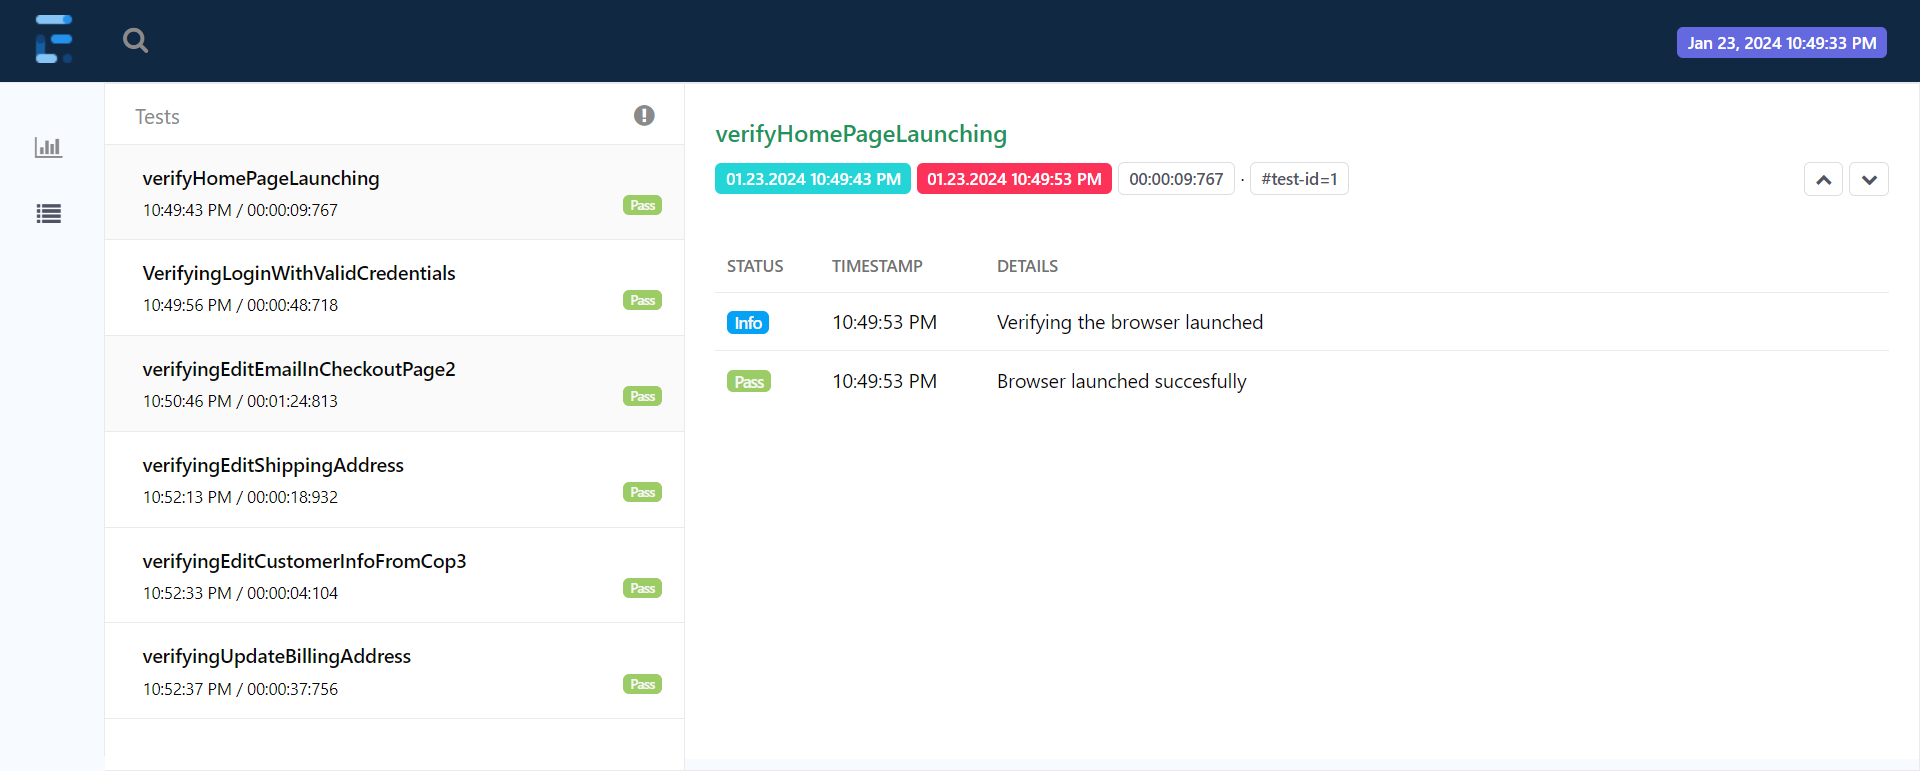 Jan 23, 2024 10:49:33 PM
Tests
verifyHomePageLaunching
10:49:43 PM / 00:00:09:767
Pass
VerifyingLoginWithValidCredentials
10:49:56 PM / 00:00:48:718
Pass
verifyingEditEmailInCheckoutPage2
10:50:46 PM / 00:01:24:813
Pass
verifyingEditShippingAddress
10:52:13 PM / 00:00:18:932
Pass
verifyingEditCustomerInfoFromCop3
10:52:33 PM / 00:00:04:104
Pass
verifyingUpdateBillingAddress
10:52:37 PM / 00:00:37:756
Pass
verifyHomePageLaunching
01.23.2024 10:49:43 PM 01.23.2024 10:49:53 PM 00:00:09:767 · #test-id=1
STATUS TIMESTAMP DETAILS
Info 10:49:53 PM Verifying the browser launched
Pass 10:49:53 PM Browser launched succesfully